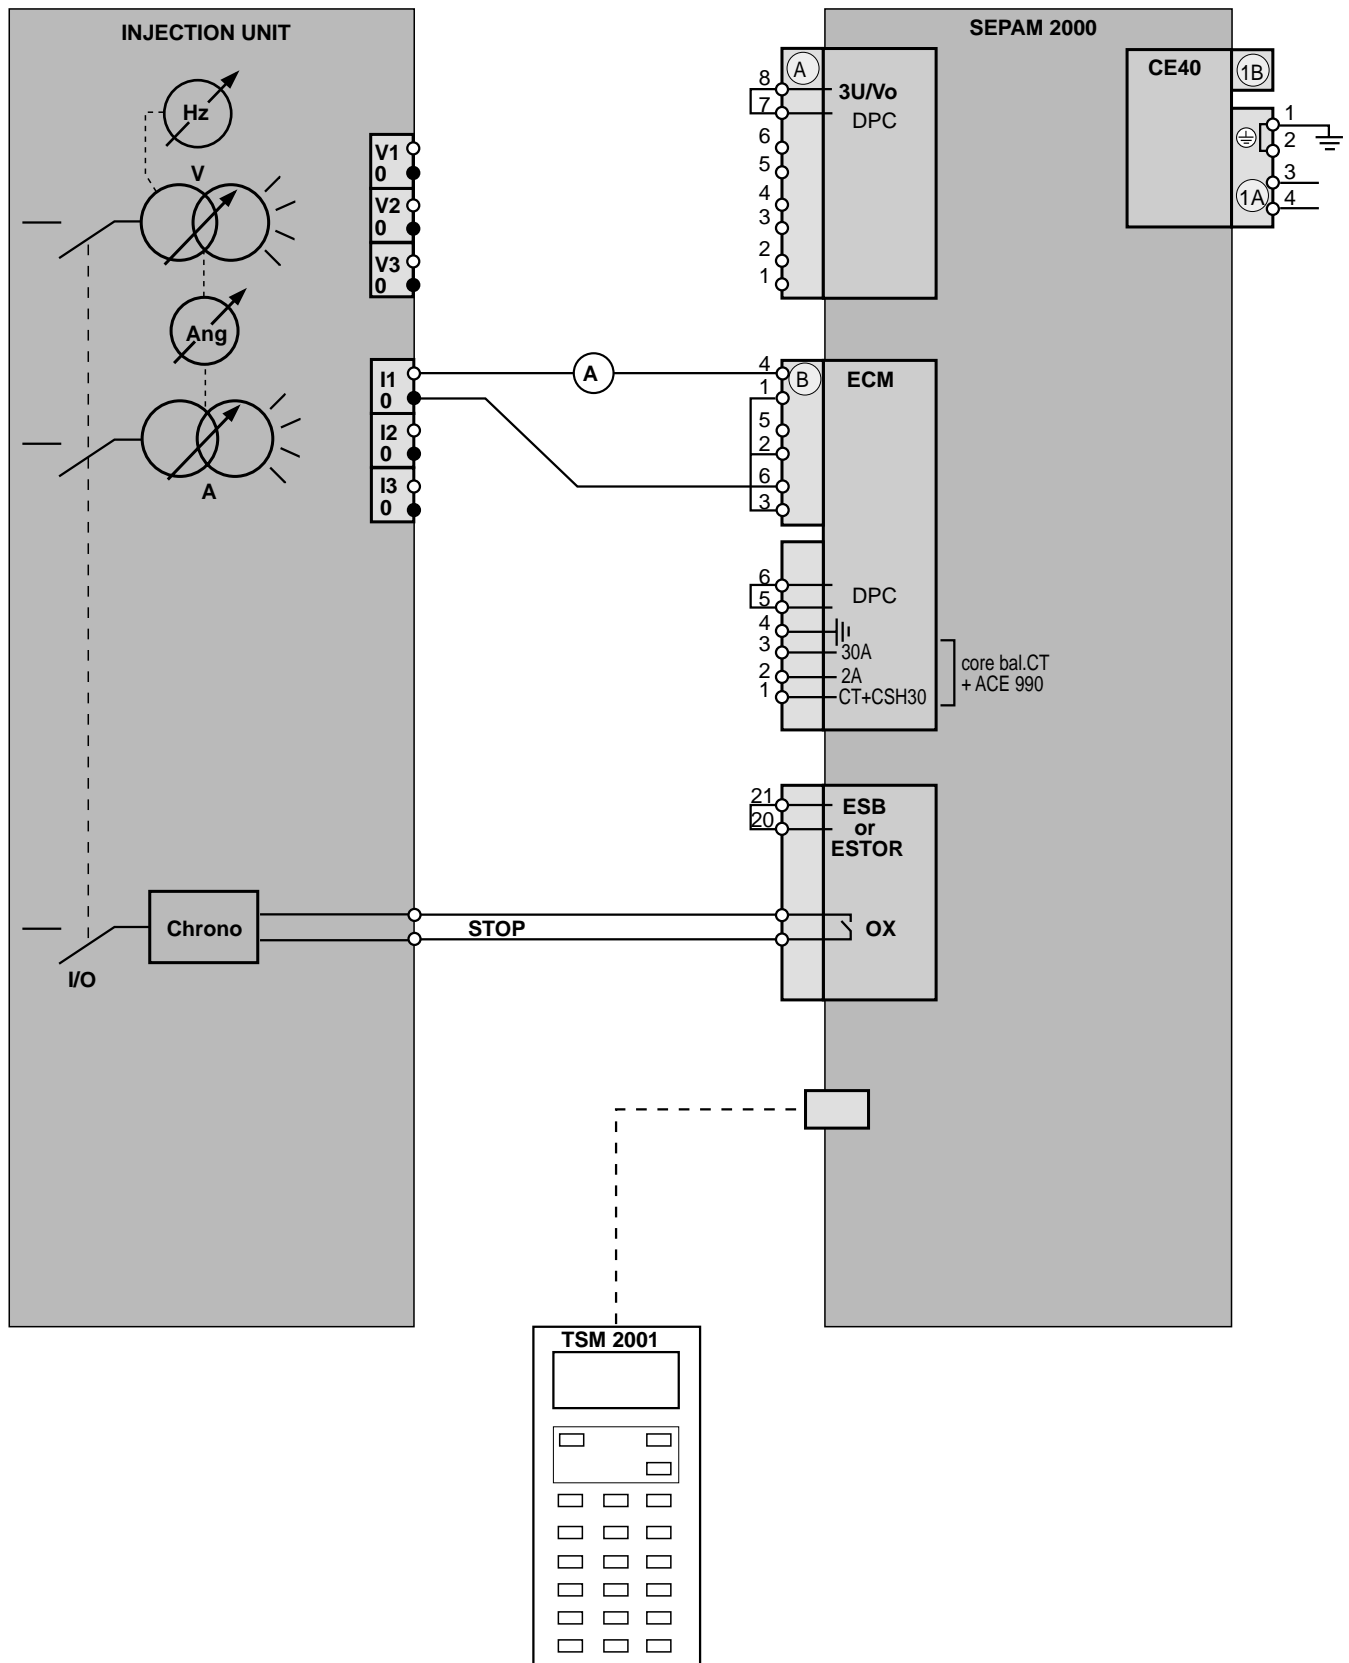 INJECTION UNIT
Hz
V
Ang
A
V1
0
V2
0
V3
0
I1
0
I2
0
I3
0
Chrono
I/O
A
STOP
SEPAM 2000
A
8
7
6
5
4
3
2
1
3U/Vo
DPC
CE40
1B
1A
1
2
3
4
B
4
1
5
2
6
3
ECM
6
5
4
3
2
1
DPC
30A
2A
CT+CSH30
core bal.CT
+ ACE 990
21
20
ESB
or
ESTOR
OX
TSM 2001